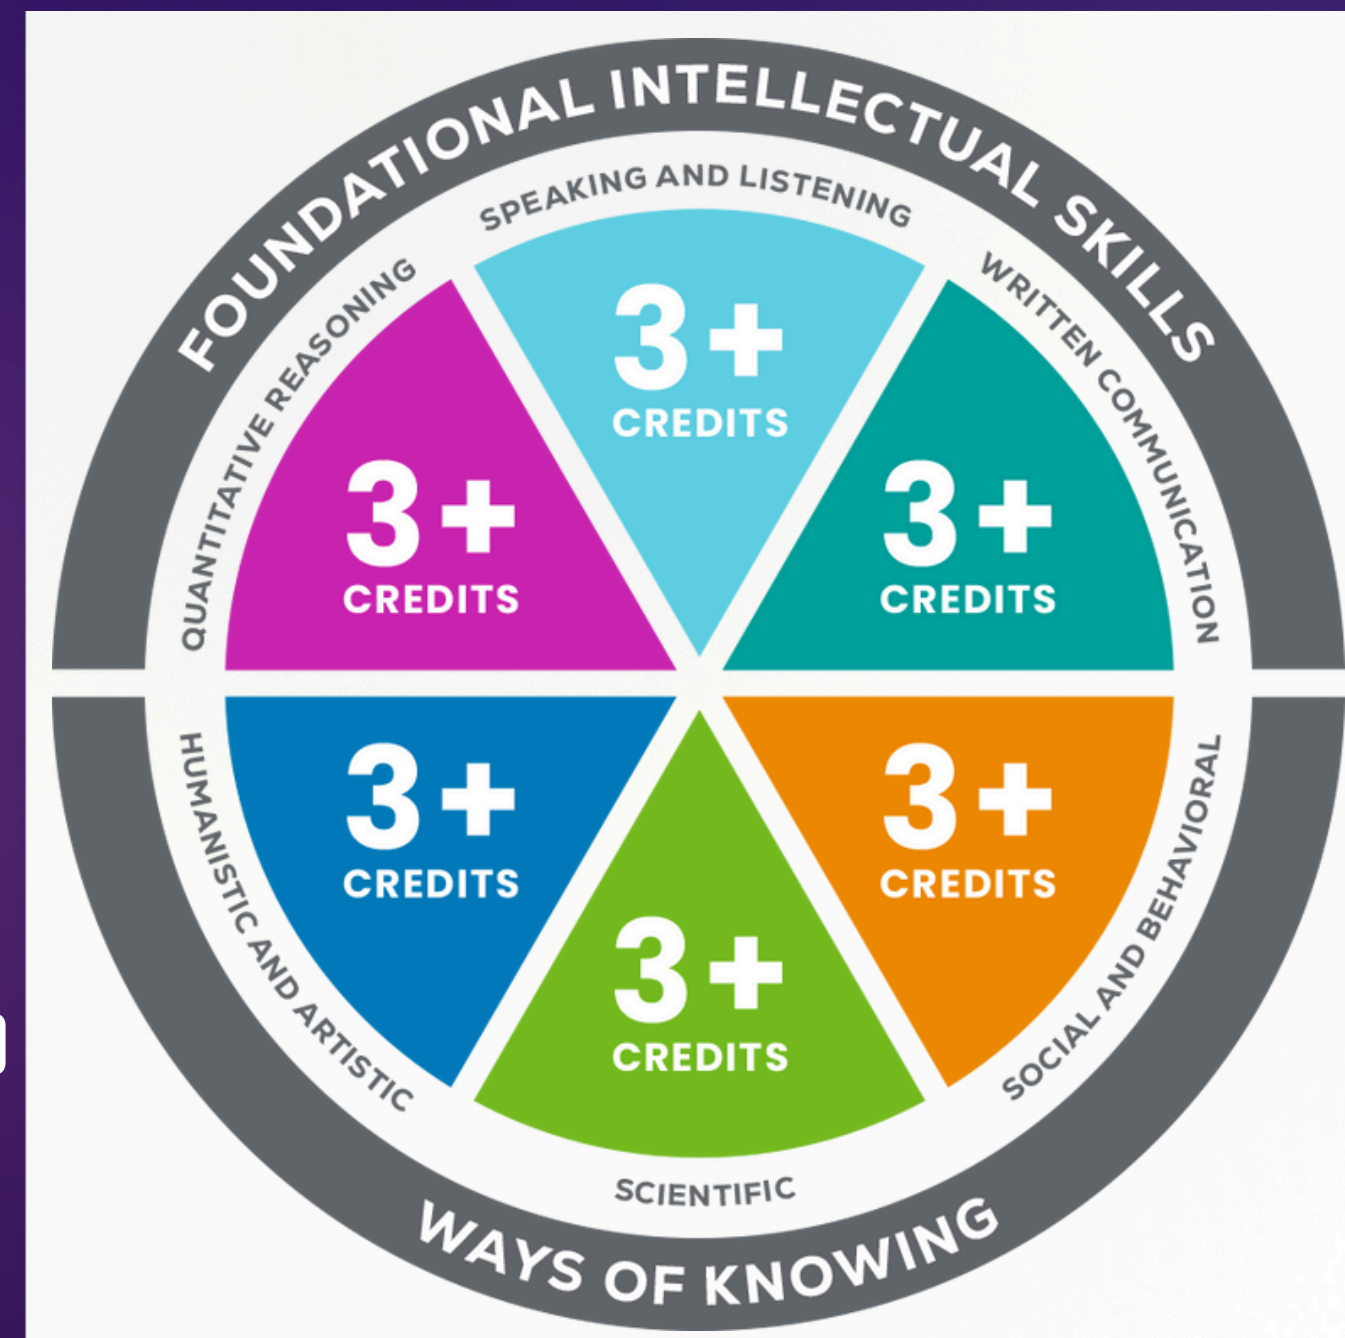 FOUNDATIONAL INTELLECTUAL SKILLS
QUANTITATIVE REASONING
SPEAKING AND LISTENING
WRITTEN COMMUNICATION
3+
CREDITS
3+
CREDITS
3+
CREDITS
3+
CREDITS
3+
CREDITS
3+
CREDITS
HUMANISTIC AND ARTISTIC
SCIENTIFIC
SOCIAL AND BEHAVIORAL
WAYS OF KNOWING